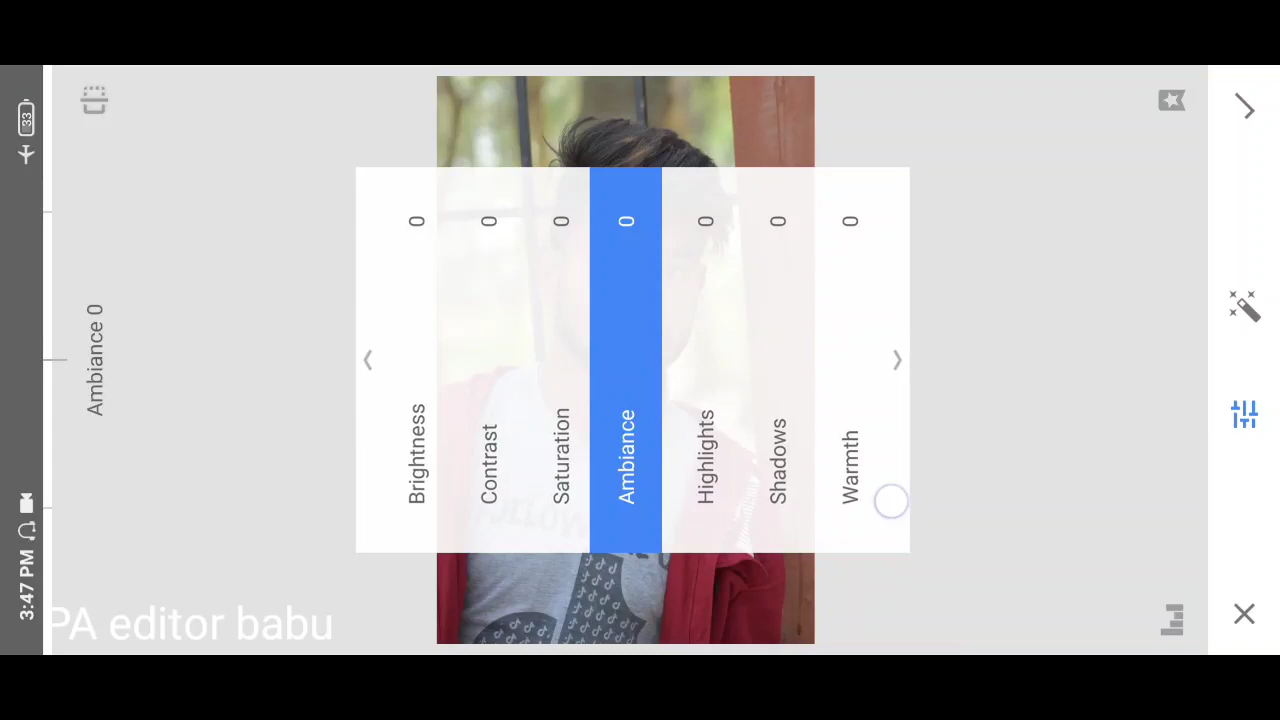 3:47 PM
33
Ambiance 0
Brightness 0
Contrast 0
Saturation 0
Ambiance 0
Highlights 0
Shadows 0
Warmth 0
PA editor babu